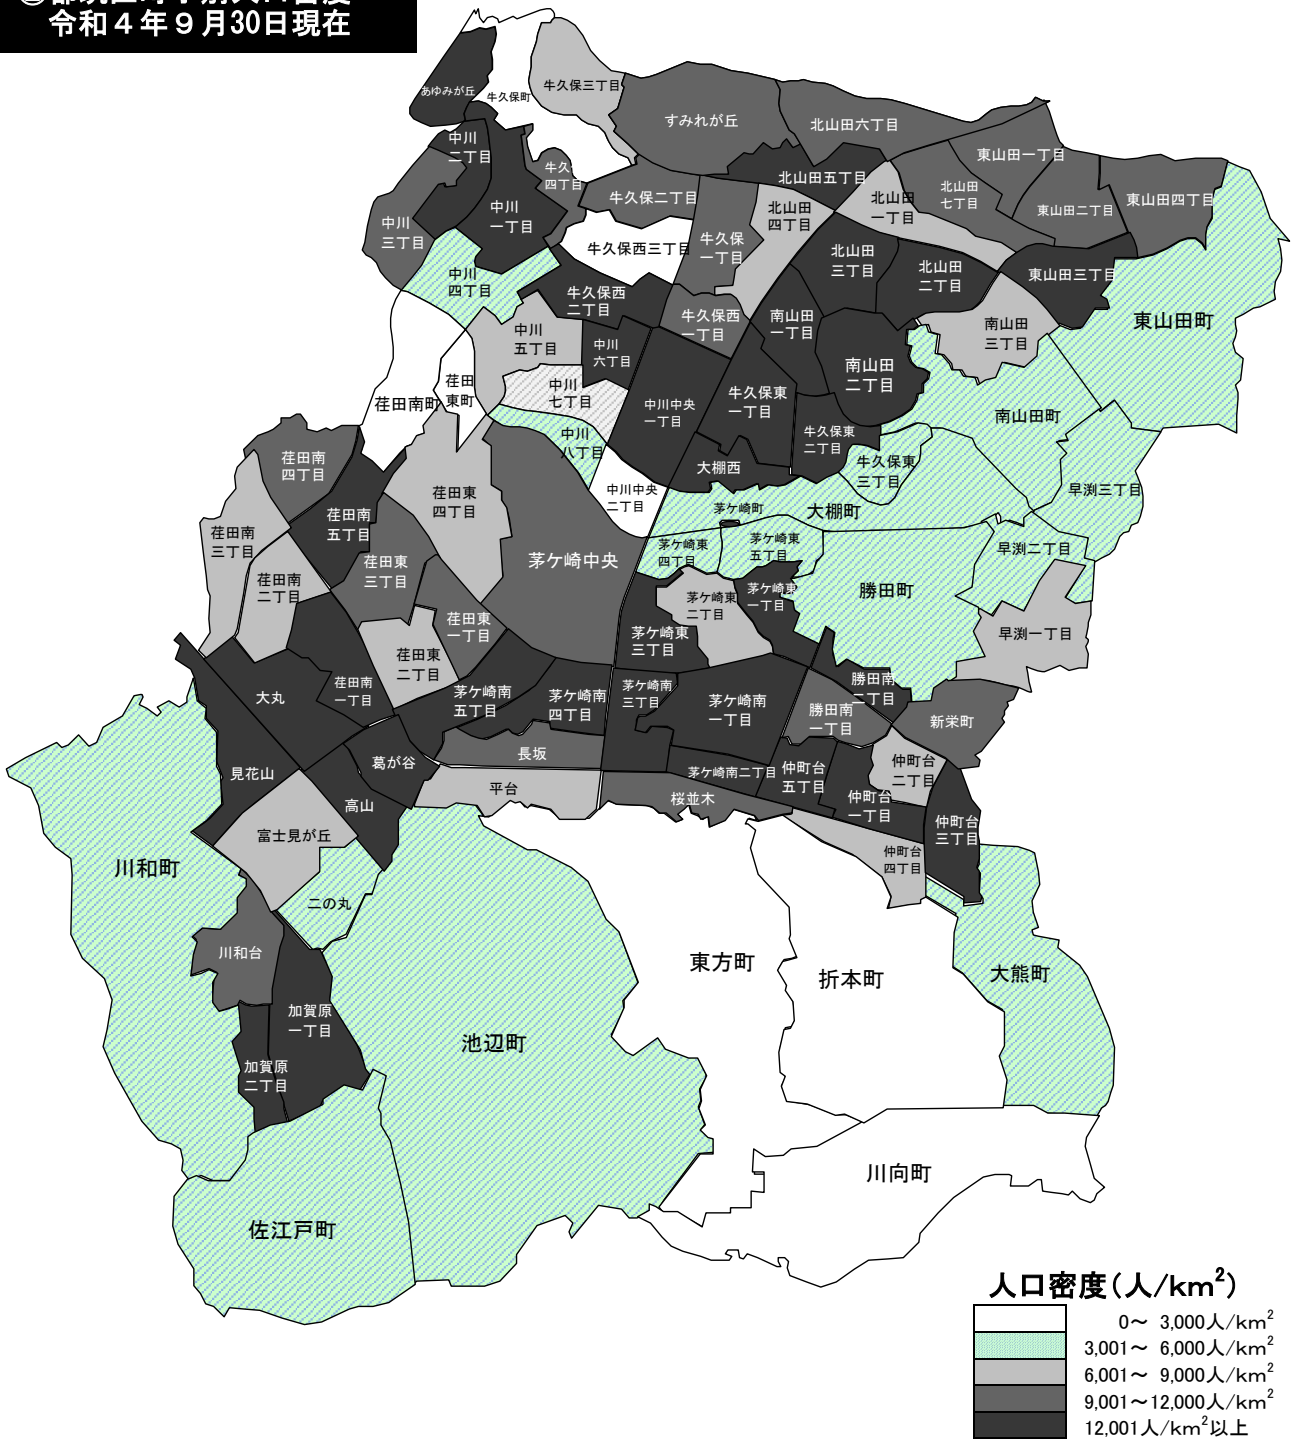 令和４年９月30日現在
あゆみが丘
牛久保町
牛久保三丁目
すみれが丘
北山田六丁目
中川
二丁目
牛久
四丁目
北山田五丁目
東山田一丁目
北山田
七丁目
東山田二丁目
東山田四丁目
牛久保二丁目
北山田
四丁目
北山田
一丁目
中川
一丁目
中川
三丁目
牛久保西三丁目
牛久保
一丁目
北山田
三丁目
北山田
二丁目
東山田三丁目
中川
四丁目
牛久保西
二丁目
牛久保西
一丁目
南山田
一丁目
南山田
三丁目
東山田町
中川
五丁目
中川
六丁目
南山田
二丁目
荏田
東町
中川
七丁目
荏田南町
中川中央
一丁目
牛久保東
一丁目
南山田町
中川
八丁目
牛久保東
二丁目
荏田南
四丁目
大棚西
牛久保東
三丁目
早渕三丁目
荏田東
四丁目
中川中央
二丁目
茅ケ崎町
大棚町
荏田南
五丁目
荏田南
三丁目
茅ケ崎中央
茅ケ崎東
四丁目
茅ケ崎東
五丁目
早渕二丁目
荏田東
三丁目
荏田南
二丁目
勝田町
茅ケ崎東
二丁目
茅ケ崎東
一丁目
荏田東
一丁目
茅ケ崎東
三丁目
早渕一丁目
荏田東
二丁目
大丸
荏田南
一丁目
茅ケ崎南
五丁目
茅ケ崎南
四丁目
茅ケ崎南
三丁目
茅ケ崎南
一丁目
勝田南
二丁目
勝田南
一丁目
新栄町
長坂
見花山
葛が谷
茅ケ崎南二丁目
仲町台
五丁目
仲町台
二丁目
平台
桜並木
高山
仲町台
一丁目
仲町台
三丁目
富士見が丘
仲町台
四丁目
川和町
二の丸
川和台
東方町
折本町
大熊町
加賀原
一丁目
池辺町
加賀原
二丁目
川向町
佐江戸町
人口密度（人/km²）
0～ 3,000人/km²
3,001～ 6,000人/km²
6,001～ 9,000人/km²
9,001～12,000人/km²
12,001人/km²以上